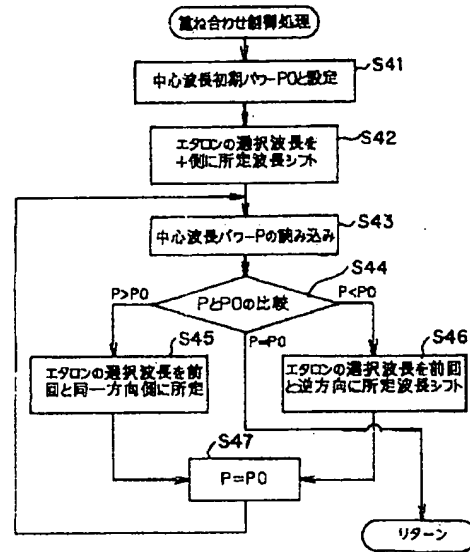 重ね合わせ制御処理
S41
中心波長初期パワーP0と設定
S42
エタロンの選択波長を
+側に所定波長シフト
S43
中心波長パワーPの読み込み
S44
P>P0
PとP0の比較
P<P0
P=P0
S45
エタロンの選択波長を前
回と同一方向側に所定
S46
エタロンの選択波長を前回
と逆方向に所定波長シフト
S47
P=P0
リターン